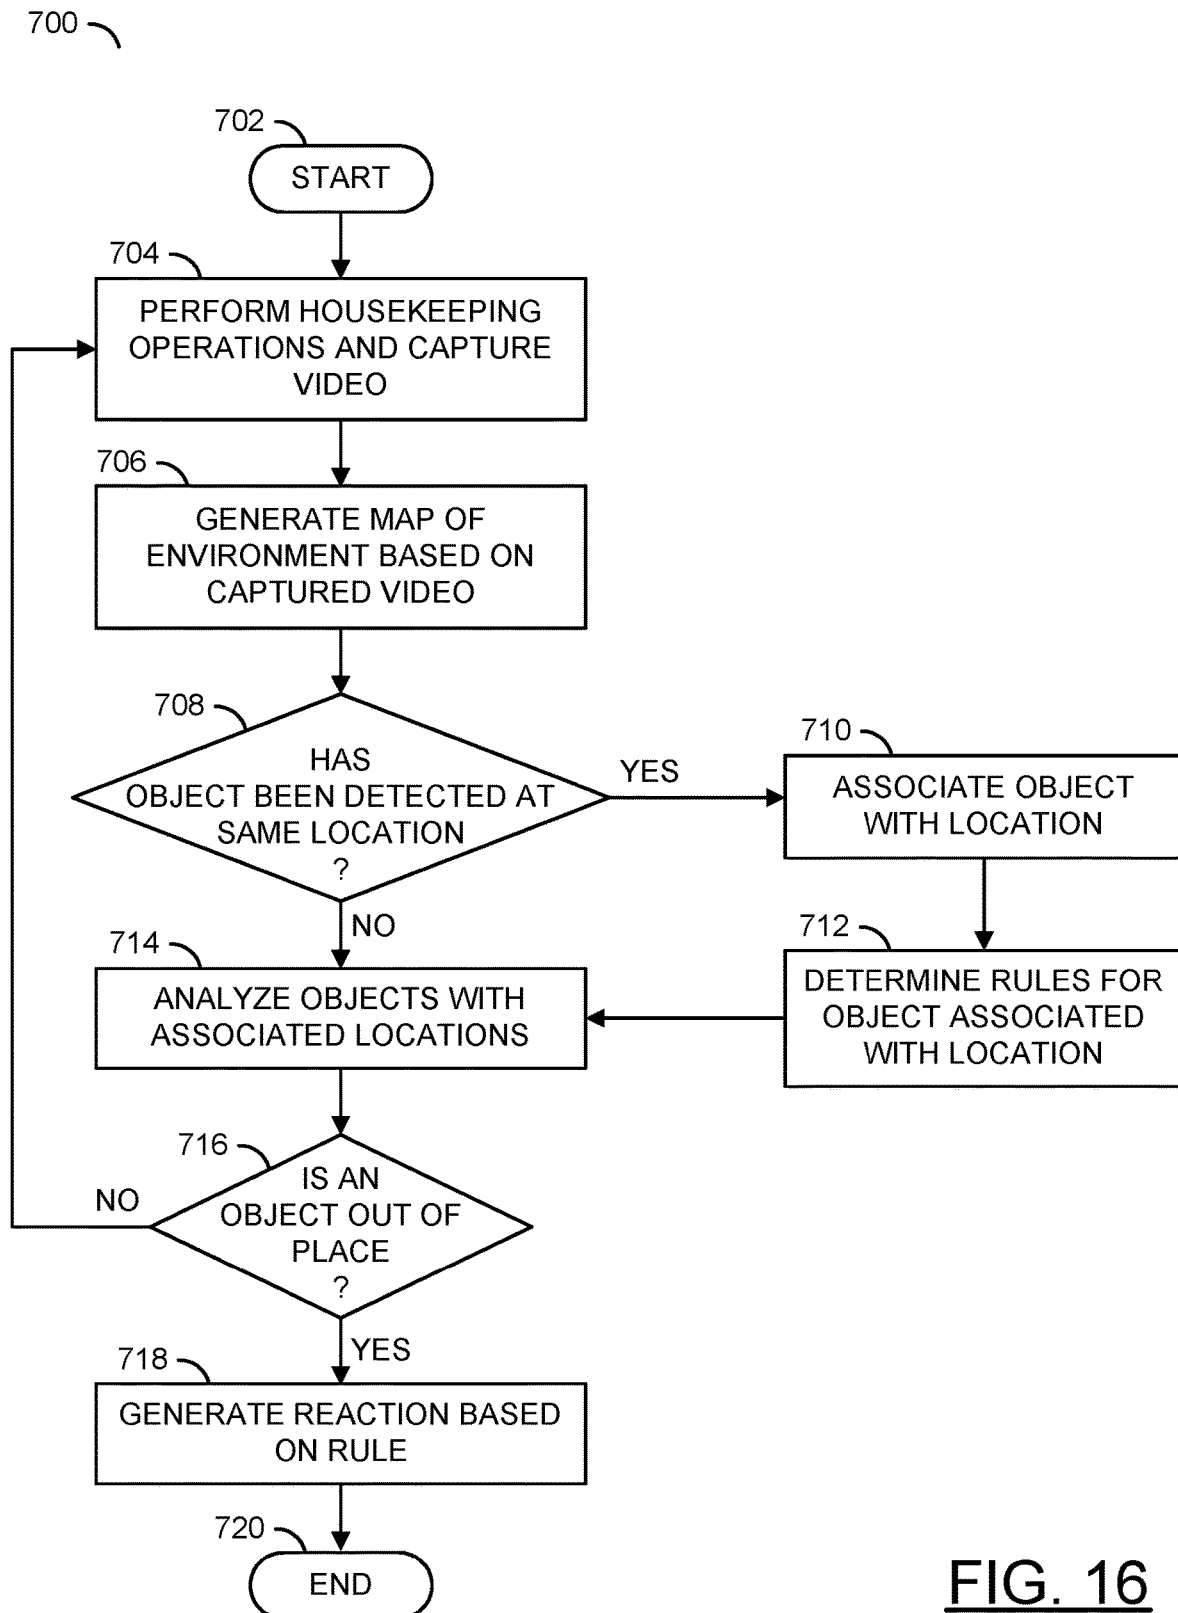 700
702
START
704
PERFORM HOUSEKEEPING
OPERATIONS AND CAPTURE
VIDEO
706
GENERATE MAP OF
ENVIRONMENT BASED ON
CAPTURED VIDEO
708
HAS
OBJECT BEEN DETECTED AT
SAME LOCATION
?
YES
710
ASSOCIATE OBJECT
WITH LOCATION
NO
712
DETERMINE RULES FOR
OBJECT ASSOCIATED
WITH LOCATION
714
ANALYZE OBJECTS WITH
ASSOCIATED LOCATIONS
716
IS AN
OBJECT OUT OF
PLACE
?
NO
YES
718
GENERATE REACTION BASED
ON RULE
720
END
FIG. 16